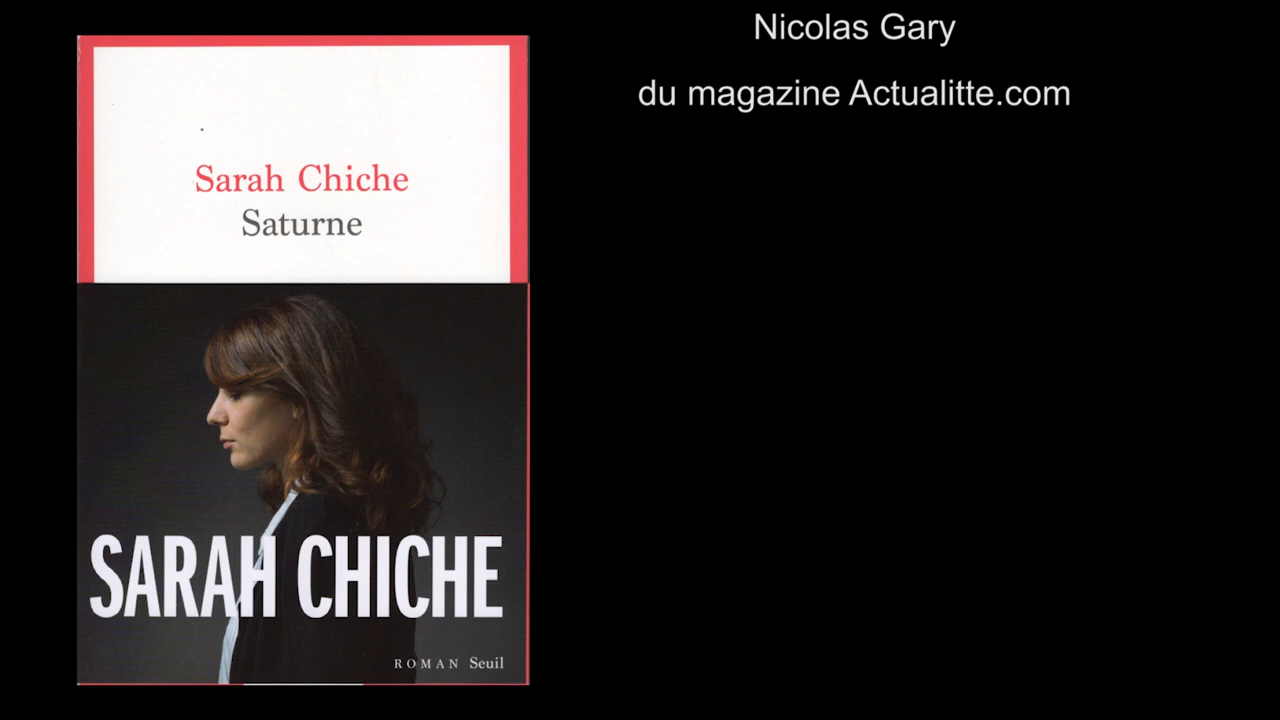 Nicolas Gary
du magazine Actualitte.com
Sarah Chiche
Saturne
SARAH CHICHE
ROMAN Seuil